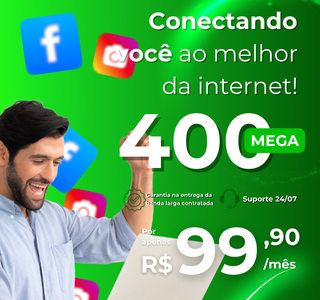 Conectando
você ao melhor
da internet!
400 MEGA
Garantia na entrega da
banda larga contratada
Suporte 24/07
Por
apenas
R$99,90
/mês